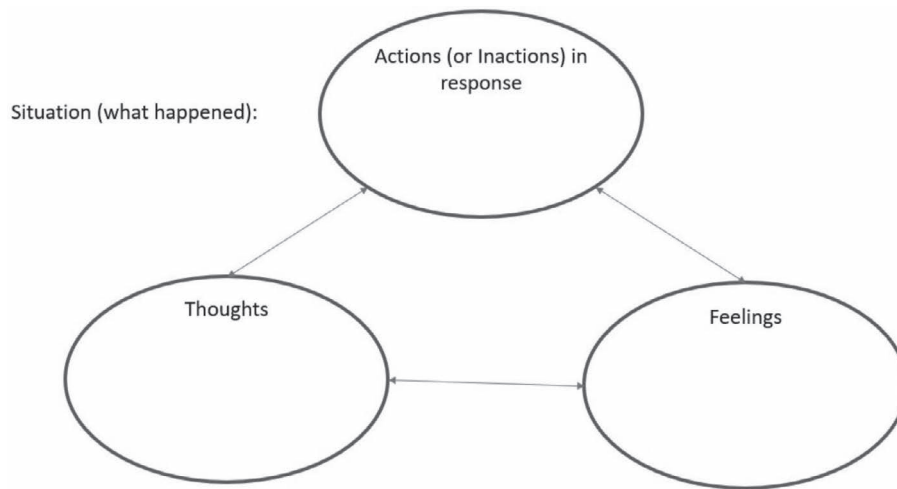 Actions (or Inactions) in
response
Situation (what happened):
Thoughts
Feelings